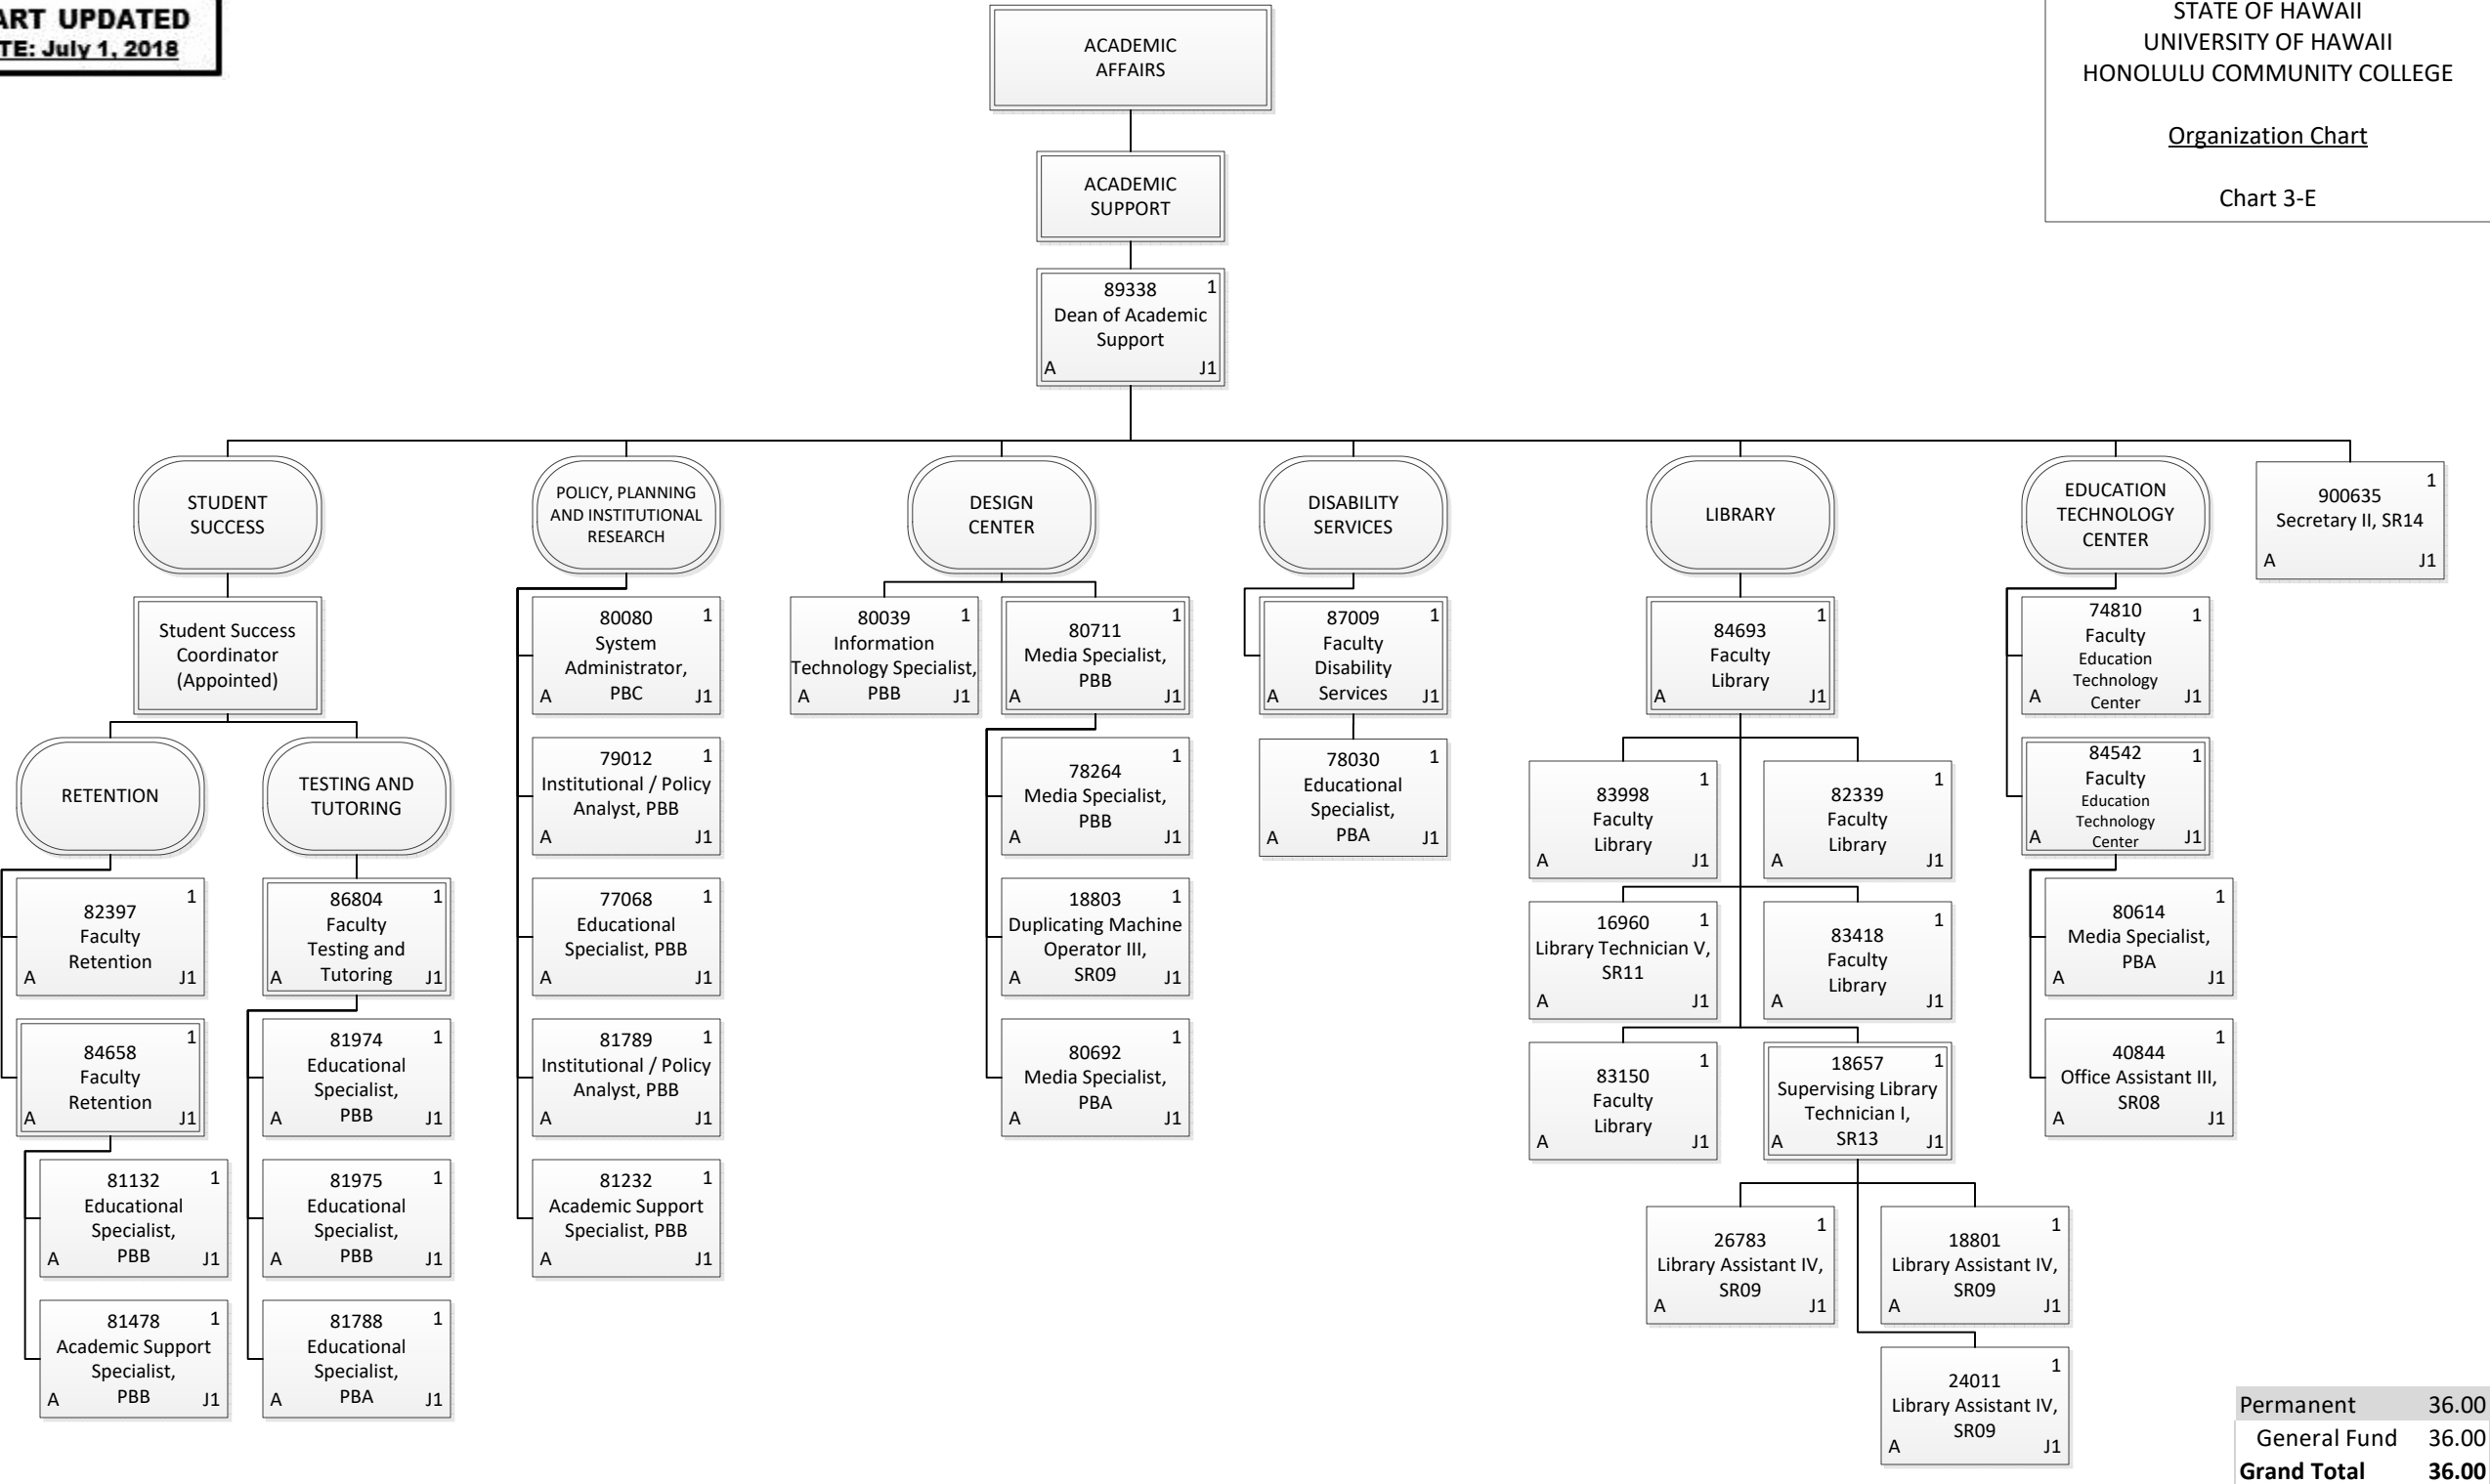 ART UPDATED
TE: July 1, 2018
STATE OF HAWAII
UNIVERSITY OF HAWAII
HONOLULU COMMUNITY COLLEGE
Organization Chart
Chart 3-E
ACADEMIC
AFFAIRS
ACADEMIC
SUPPORT
89338 1
Dean of Academic
Support
A J1
STUDENT
SUCCESS
Student Success
Coordinator
(Appointed)
RETENTION
82397 1
Faculty
Retention
A J1
84658 1
Faculty
Retention
A J1
81132 1
Educational
Specialist,
PBB
A J1
81478 1
Academic Support
Specialist,
PBB
A J1
TESTING AND
TUTORING
86804 1
Faculty
Testing and
Tutoring
A J1
81974 1
Educational
Specialist,
PBB
A J1
81975 1
Educational
Specialist,
PBB
A J1
81788 1
Educational
Specialist,
PBA
A J1
POLICY, PLANNING
AND INSTITUTIONAL
RESEARCH
80080 1
System
Administrator,
PBC
A J1
79012 1
Institutional / Policy
Analyst, PBB
A J1
77068 1
Educational
Specialist, PBB
A J1
81789 1
Institutional / Policy
Analyst, PBB
A J1
81232 1
Academic Support
Specialist, PBB
A J1
DESIGN
CENTER
80039 1
Information
Technology Specialist,
PBB
A J1
80711 1
Media Specialist,
PBB
A J1
78264 1
Media Specialist,
PBB
A J1
18803 1
Duplicating Machine
Operator III,
SR09
A J1
80692 1
Media Specialist,
PBA
A J1
DISABILITY
SERVICES
87009 1
Faculty
Disability
Services
A J1
78030 1
Educational
Specialist,
PBA
A J1
LIBRARY
84693 1
Faculty
Library
A J1
83998 1
Faculty
Library
A J1
82339 1
Faculty
Library
A J1
16960 1
Library Technician V,
SR11
A J1
83418 1
Faculty
Library
A J1
83150 1
Faculty
Library
A J1
18657 1
Supervising Library
Technician I,
SR13
A J1
26783 1
Library Assistant IV,
SR09
A J1
18801 1
Library Assistant IV,
SR09
A J1
24011 1
Library Assistant IV,
SR09
A J1
EDUCATION
TECHNOLOGY
CENTER
74810 1
Faculty
Education
Technology
Center
A J1
84542 1
Faculty
Education
Technology
Center
A J1
80614 1
Media Specialist,
PBA
A J1
40844 1
Office Assistant III,
SR08
A J1
900635 1
Secretary II, SR14
A J1
Permanent 36.00
General Fund 36.00
Grand Total 36.00